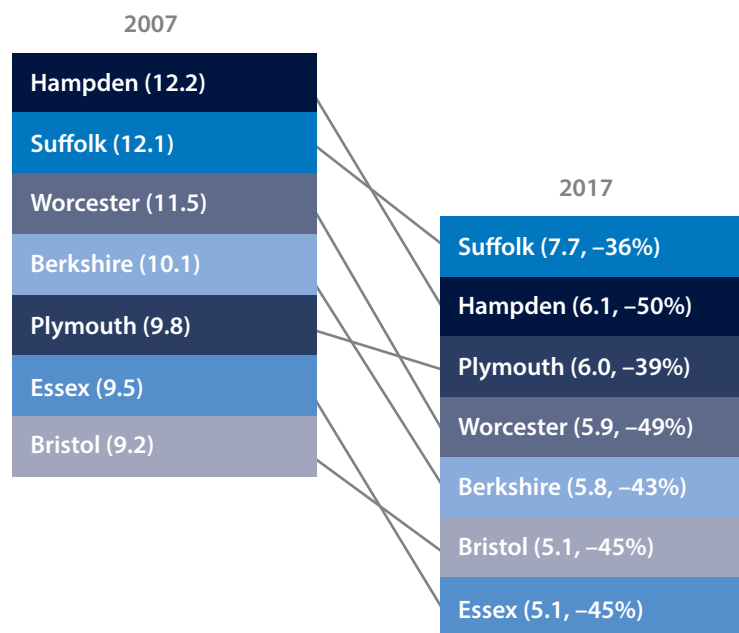 2007
Hampden (12.2)
Suffolk (12.1)
Worcester (11.5)
Berkshire (10.1)
Plymouth (9.8)
Essex (9.5)
Bristol (9.2)
2017
Suffolk (7.7, –36%)
Hampden (6.1, –50%)
Plymouth (6.0, –39%)
Worcester (5.9, –49%)
Berkshire (5.8, –43%)
Bristol (5.1, –45%)
Essex (5.1, –45%)